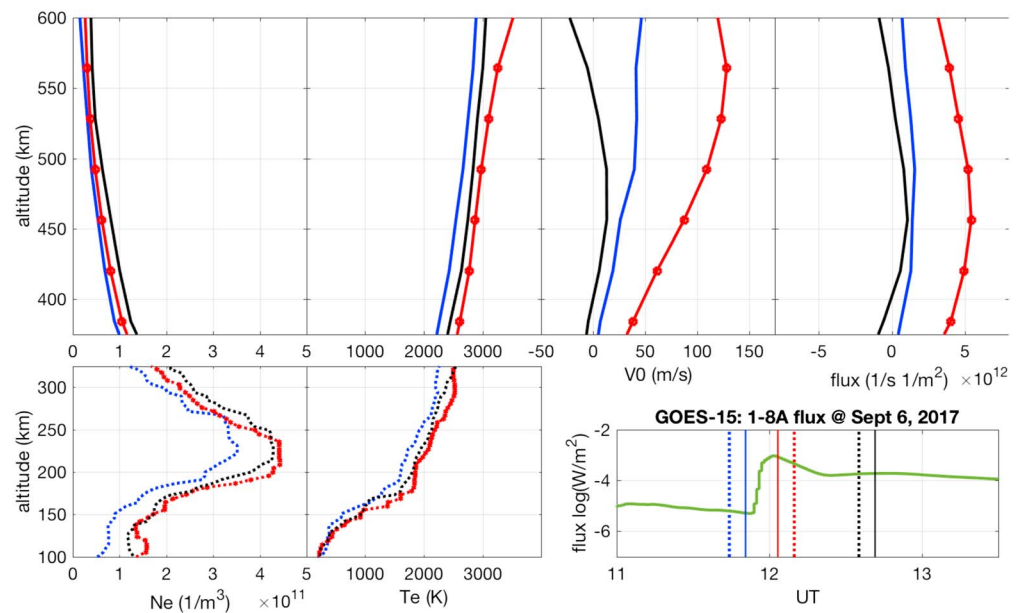 600
550
500
450
400
altitude (km)
0 1 2 3 4 5
1000 2000 3000
-50 0 50 100 150
V0 (m/s)
-5 0 5
flux (1/s 1/m²) ×10¹²
300
250
200
150
100
altitude (km)
0 1 2 3 4 5
Ne (1/m³) ×10¹¹
0 1000 2000 3000
Te (K)
GOES-15: 1-8A flux @ Sept 6, 2017
-2
-4
-6
flux log(W/m²)
11 12 13
UT